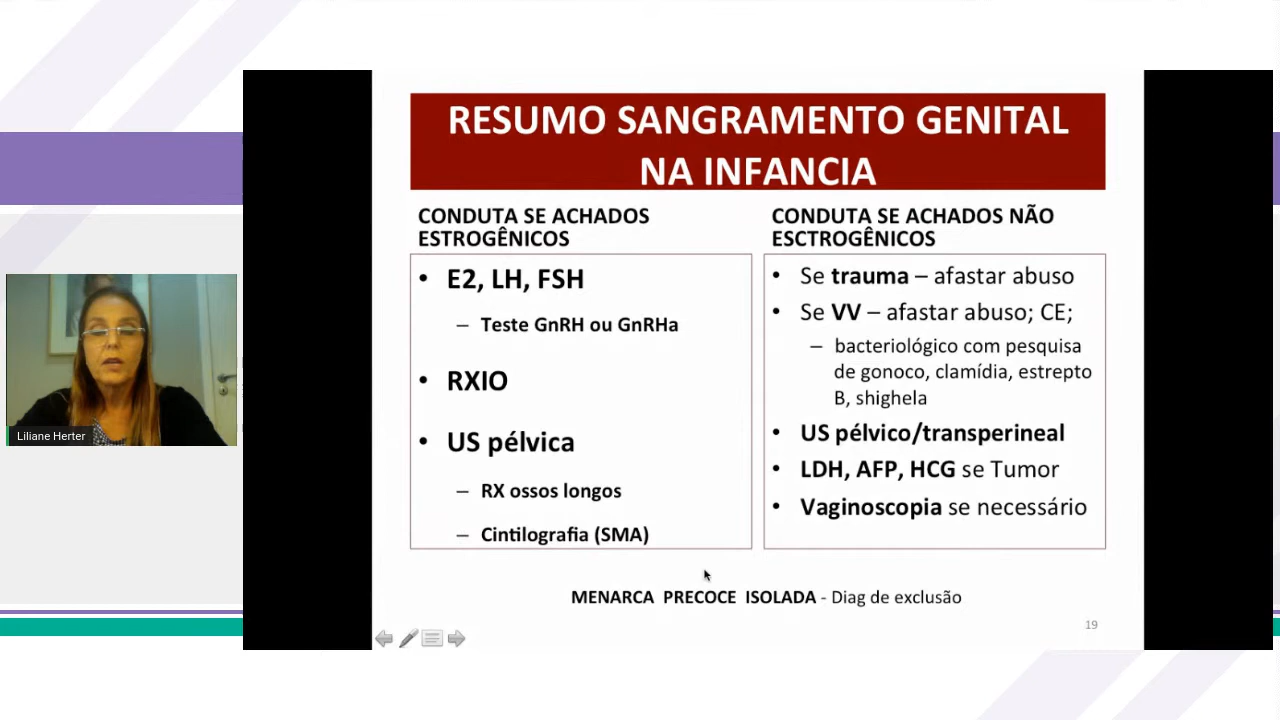 RESUMO SANGRAMENTO GENITAL
NA INFANCIA
CONDUTA SE ACHADOS
ESTROGÊNICOS
• E2, LH, FSH
– Teste GnRH ou GnRHa
• RXIO
• US pélvica
– RX ossos longos
– Cintilografia (SMA)
CONDUTA SE ACHADOS NÃO
ESCTROGÊNICOS
• Se trauma – afastar abuso
• Se VV – afastar abuso; CE;
– bacteriológico com pesquisa
de gonoco, clamídia, estrepto
B, shighela
• US pélvico/transperineal
• LDH, AFP, HCG se Tumor
• Vaginoscopia se necessário
MENARCA PRECOCE ISOLADA - Diag de exclusão
19
Liliane Herter